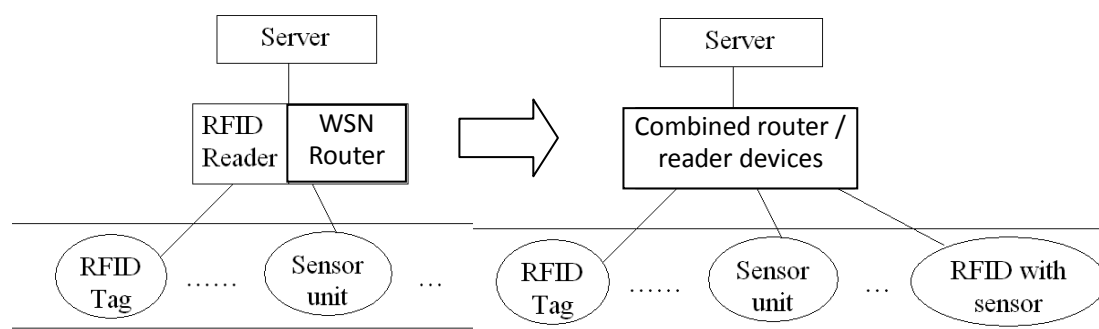 Server
RFID
Reader
WSN
Router
RFID
Tag
......
Sensor
unit
...
Server
Combined router /
reader devices
RFID
Tag
......
Sensor
unit
...
RFID with
sensor